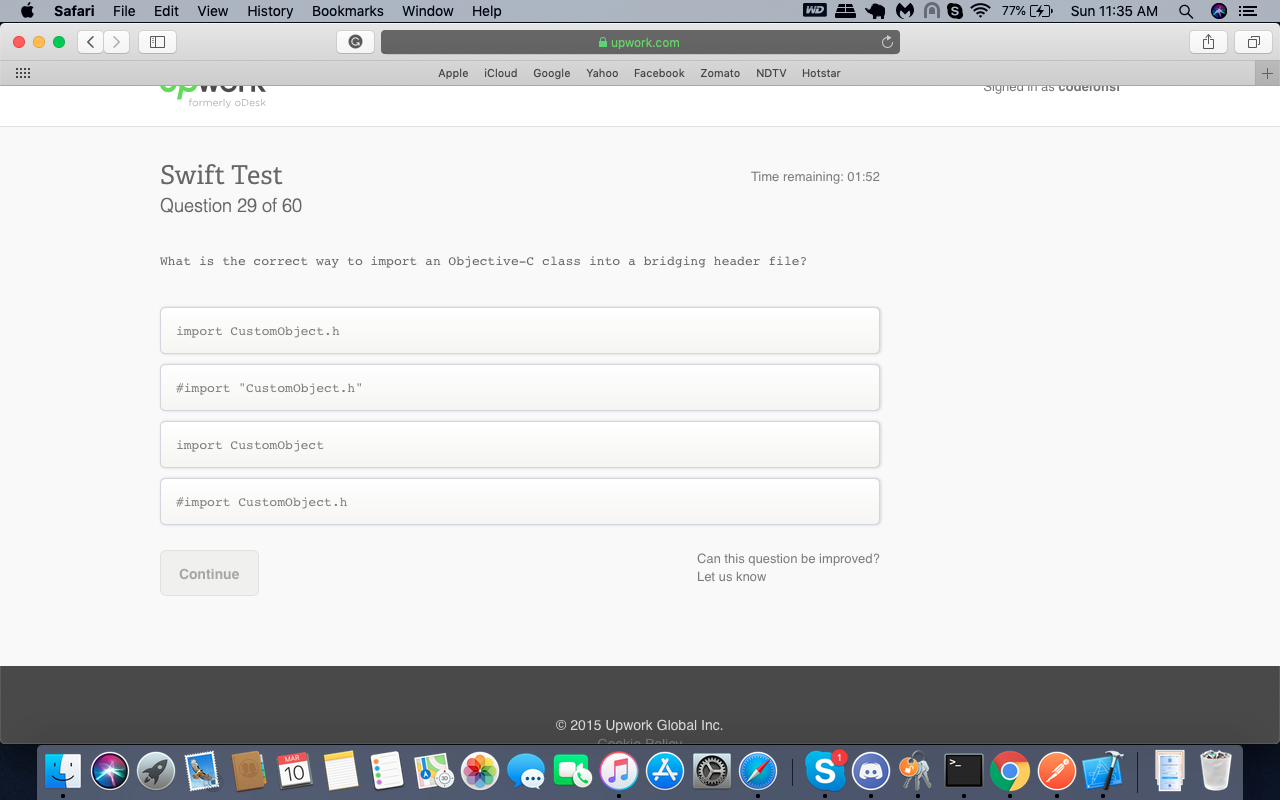 Safari File Edit View History Bookmarks Window Help WD S 77% Sun 11:35 AM
G upwork.com
Apple iCloud Google Yahoo Facebook Zomato NDTV Hotstar
upwork
formerly oDesk
Signed in as
Swift Test
Time remaining: 01:52
Question 29 of 60
What is the correct way to import an Objective-C class into a bridging header file?
import CustomObject.h
#import "CustomObject.h"
import CustomObject
#import CustomObject.h
Continue
Can this question be improved?
Let us know
© 2015 Upwork Global Inc.
Cookie Policy
MAR
10
S 1
>_